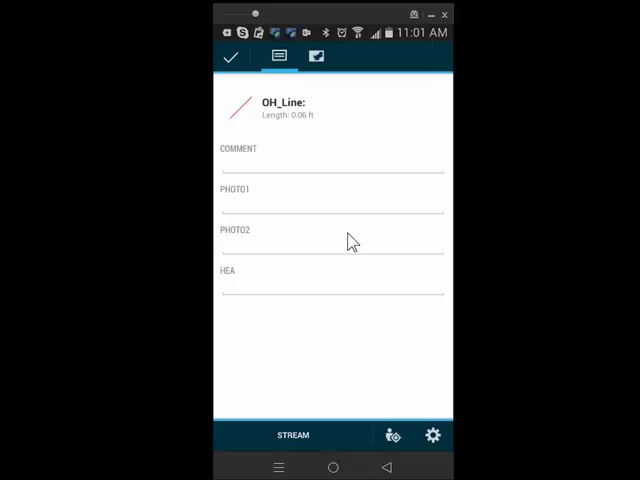 11:01 AM
OH_Line:
Length: 0.06 ft
COMMENT
PHOTO1
PHOTO2
HEA
STREAM